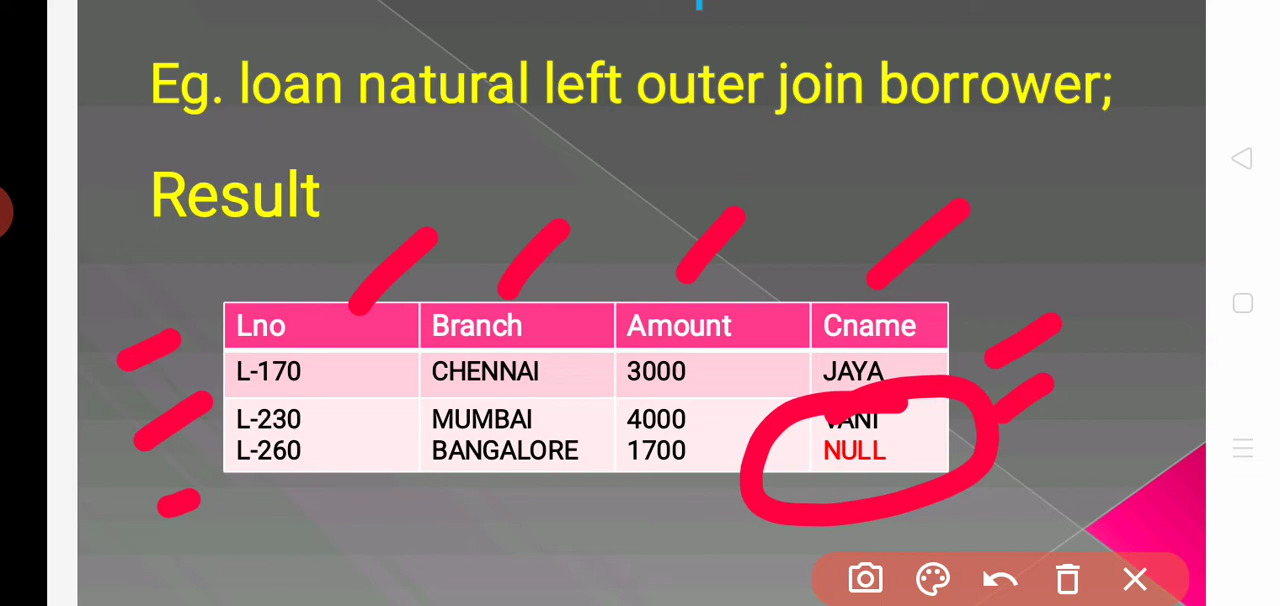 Eg. loan natural left outer join borrower;
Result
Lno Branch Amount Cname
L-170 CHENNAI 3000 JAYA
L-230 MUMBAI 4000 VANI
L-260 BANGALORE 1700 NULL